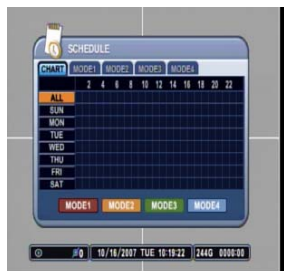 SCHEDULE
CHART MODE1 MODE2 MODE3 MODE4
2 4 6 8 10 12 14 16 18 20 22
ALL
SUN
MON
TUE
WED
THU
FRI
SAT
MODE1 MODE2 MODE3 MODE4
0 10/16/2007 TUE 10:19:22 244G 0000:00